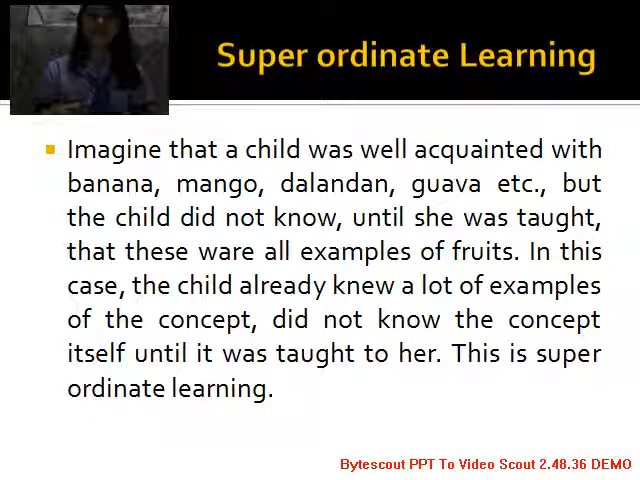 Super ordinate Learning
Imagine that a child was well acquainted with
banana, mango, dalandan, guava etc., but
the child did not know, until she was taught,
that these ware all examples of fruits. In this
case, the child already knew a lot of examples
of the concept, did not know the concept
itself until it was taught to her. This is super
ordinate learning.
Bytescout PPT To Video Scout 2.48.36 DEMO